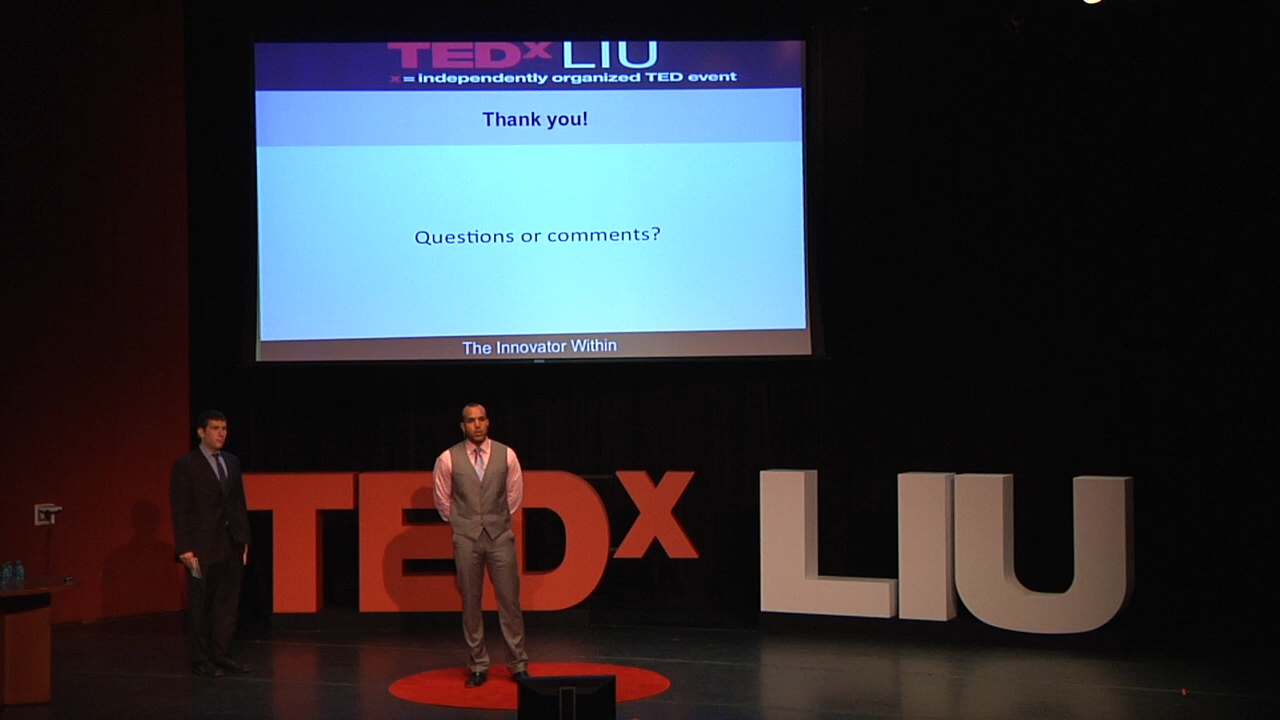 TEDx LIU
x = independently organized TED event
Thank you!
Questions or comments?
The Innovator Within
TEDx LIU